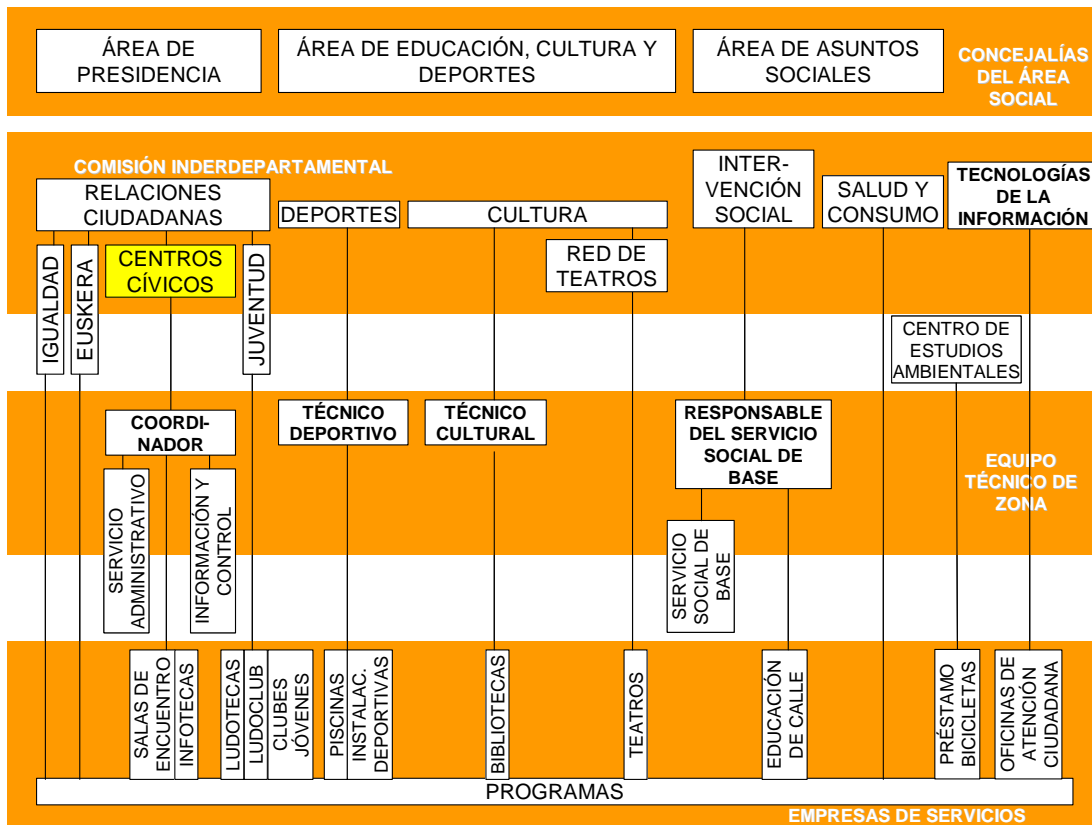 ÁREA DE
PRESIDENCIA
ÁREA DE EDUCACIÓN, CULTURA Y
DEPORTES
ÁREA DE ASUNTOS
SOCIALES
CONCEJALÍAS
DEL ÁREA
SOCIAL
COMISIÓN INDERDEPARTAMENTAL
RELACIONES
CIUDADANAS
DEPORTES
CULTURA
INTER-
VENCIÓN
SOCIAL
SALUD Y
CONSUMO
TECNOLOGÍAS
DE LA
INFORMACIÓN
IGUALDAD
EUSKERA
CENTROS
CÍVICOS
JUVENTUD
RED DE
TEATROS
CENTRO DE
ESTUDIOS
AMBIENTALES
COORDI-
NADOR
TÉCNICO
DEPORTIVO
TÉCNICO
CULTURAL
RESPONSABLE
DEL SERVICIO
SOCIAL DE
BASE
EQUIPO
TÉCNICO DE
ZONA
SERVICIO
ADMINISTRATIVO
INFORMACIÓN Y
CONTROL
SERVICIO
SOCIAL DE
BASE
SALAS DE
ENCUENTRO
INFOTECAS
LUDOTECAS
LUDOCLUB
CLUBES
JÓVENES
PISCINAS
INSTALAC.
DEPORTIVAS
BIBLIOTECAS
TEATROS
EDUCACIÓN
DE CALLE
PRÉSTAMO
BICICLETAS
OFICINAS DE
ATENCIÓN
CIUDADANA
PROGRAMAS
EMPRESAS DE SERVICIOS